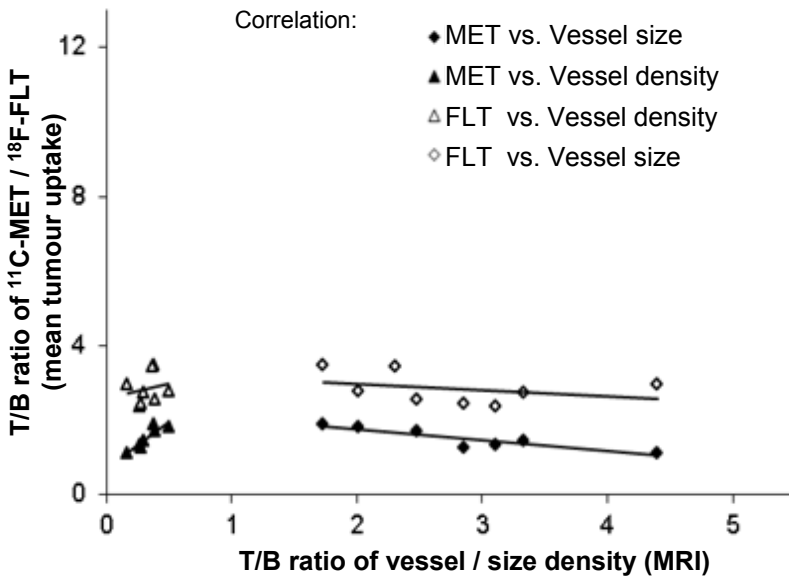 Correlation:
MET vs. Vessel size
MET vs. Vessel density
FLT vs. Vessel density
FLT vs. Vessel size
T/B ratio of ¹¹C-MET / ¹⁸F-FLT
(mean tumour uptake)
12
8
4
0
0 1 2 3 4 5
T/B ratio of vessel / size density (MRI)